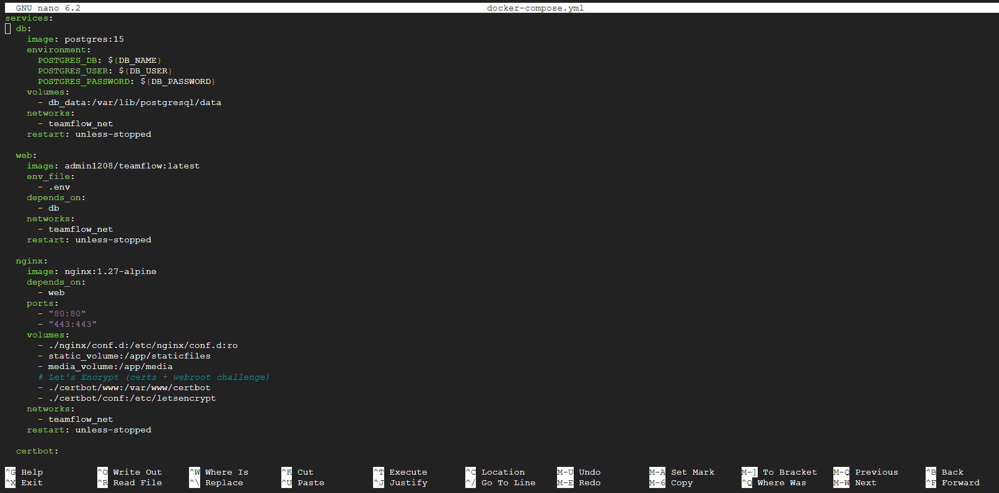 GNU nano 6.2 docker-compose.yml
services:
  db:
    image: postgres:15
    environment:
      POSTGRES_DB: ${DB_NAME}
      POSTGRES_USER: ${DB_USER}
      POSTGRES_PASSWORD: ${DB_PASSWORD}
    volumes:
      - db_data:/var/lib/postgresql/data
    networks:
      - teamflow_net
    restart: unless-stopped

  web:
    image: admin1208/teamflow:latest
    env_file:
      - .env
    depends_on:
      - db
    networks:
      - teamflow_net
    restart: unless-stopped

  nginx:
    image: nginx:1.27-alpine
    depends_on:
      - web
    ports:
      - "80:80"
      - "443:443"
    volumes:
      - ./nginx/conf.d:/etc/nginx/conf.d:ro
      - static_volume:/app/staticfiles
      - media_volume:/app/media
      # Let's Encrypt (certs + webroot challenge)
      - ./certbot/www:/var/www/certbot
      - ./certbot/conf:/etc/letsencrypt
    networks:
      - teamflow_net
    restart: unless-stopped

  certbot:

^G Help ^O Write Out ^W Where Is ^K Cut ^T Execute ^C Location M-U Undo M-A Set Mark M-] To Bracket M-Q Previous ^B Back
^X Exit ^R Read File ^\ Replace ^U Paste ^J Justify ^/ Go To Line M-E Redo M-6 Copy ^Q Where Was M-W Next ^F Forward